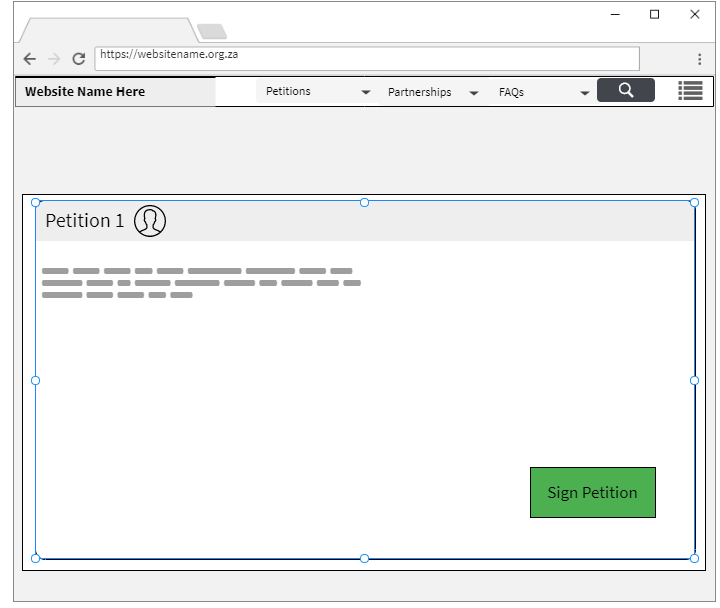 https://websitename.org.za
Website Name Here
Petitions
Partnerships
FAQs
Petition 1
Sign Petition